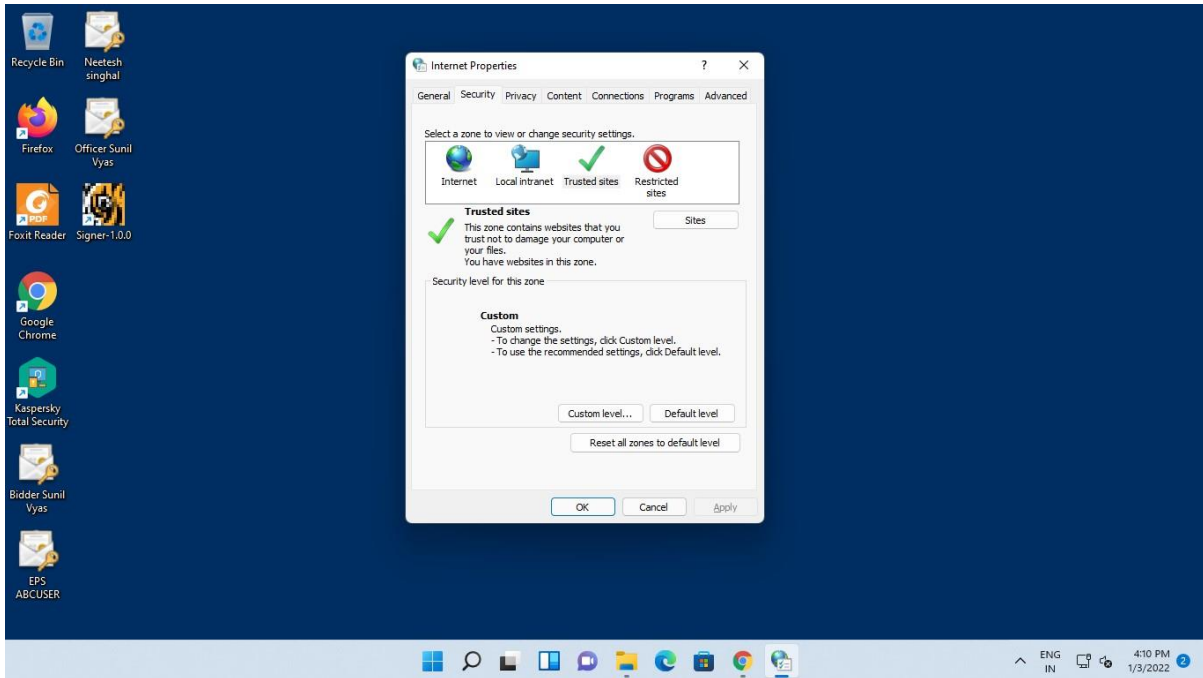 Recycle Bin
Neetesh
singhal
Firefox
Officer Sunil
Vyas
PDF
Foxit Reader
Signer-1.0.0
Google
Chrome
Kaspersky
Total Security
Bidder Sunil
Vyas
EPS
ABCUSER
Internet Properties
?
General Security Privacy Content Connections Programs Advanced
Select a zone to view or change security settings.
Internet
Local intranet
Trusted sites
Restricted
sites
Trusted sites
Sites
This zone contains websites that you
trust not to damage your computer or
your files.
You have websites in this zone.
Security level for this zone
Custom
Custom settings.
- To change the settings, click Custom level.
- To use the recommended settings, click Default level.
Custom level...
Default level
Reset all zones to default level
OK
Cancel
Apply
ENG
IN
4:10 PM
1/3/2022
2